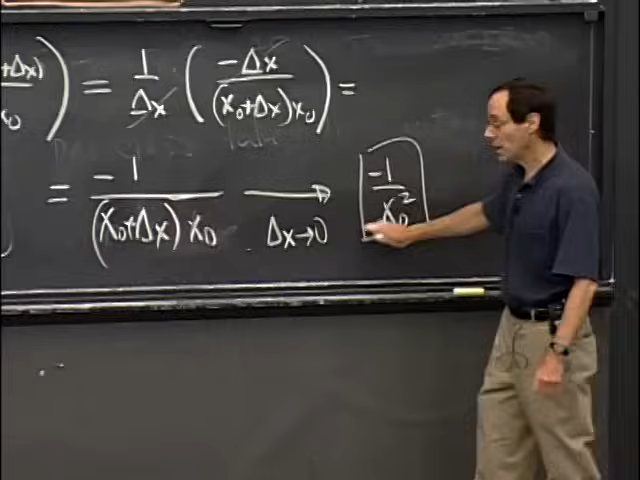 +Δx) / x₀ ) = 1/Δx ( -Δx / (x₀+Δx)x₀ ) =
= -1 / (x₀+Δx)x₀ ⟶ Δx→0 -1/x₀²